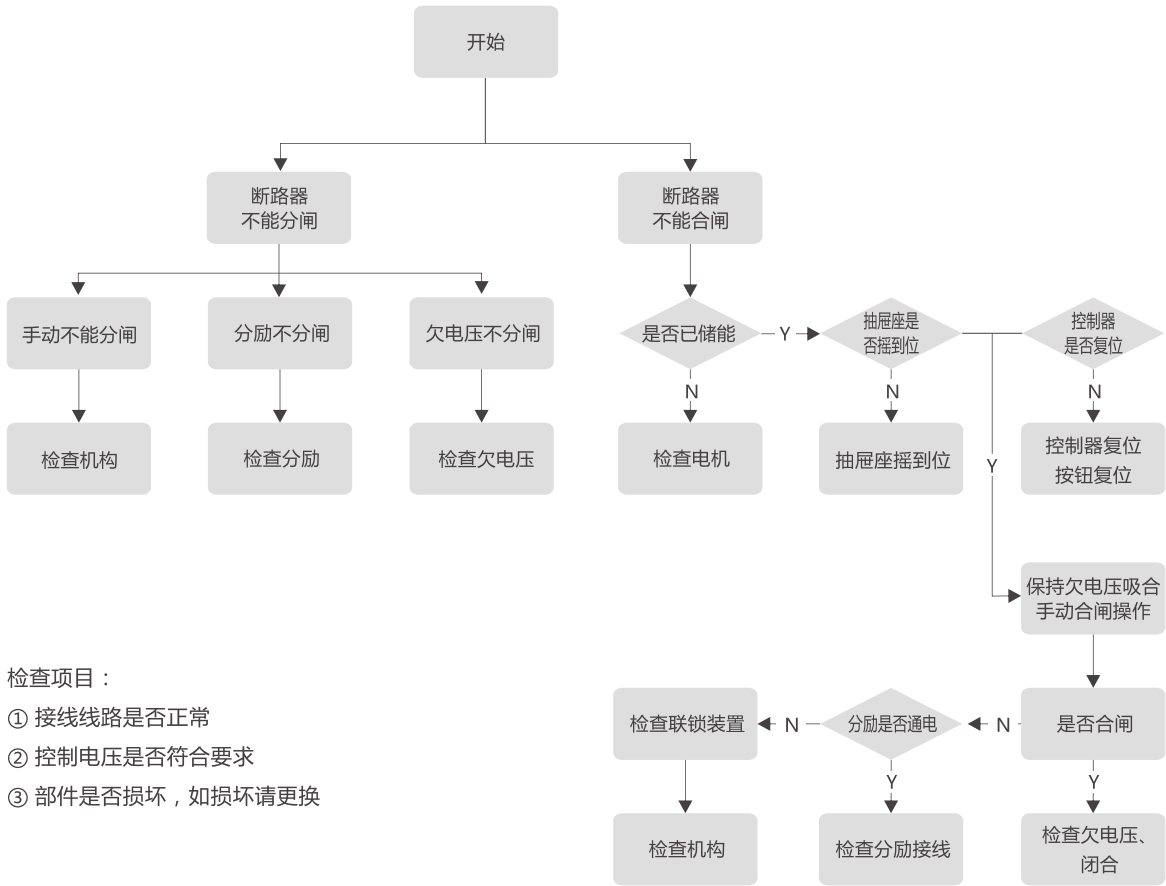 开始
断路器
不能分闸
断路器
不能合闸
手动不能分闸
分励不分闸
欠电压不分闸
是否已储能
Y
抽屉座是
否摇到位
控制器
是否复位
N
N
N
检查机构
检查分励
检查欠电压
检查电机
抽屉座摇到位
控制器复位
按钮复位
Y
保持欠电压吸合
手动合闸操作
检查项目：
① 接线线路是否正常
② 控制电压是否符合要求
③ 部件是否损坏，如损坏请更换
检查联锁装置
N
分励是否通电
N
是否合闸
Y
Y
检查机构
检查分励接线
检查欠电压、
闭合